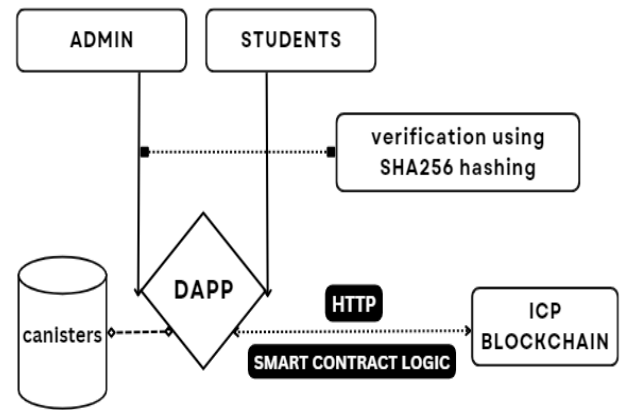 ADMIN
STUDENTS
verification using
SHA256 hashing
DAPP
canisters
HTTP
SMART CONTRACT LOGIC
ICP
BLOCKCHAIN